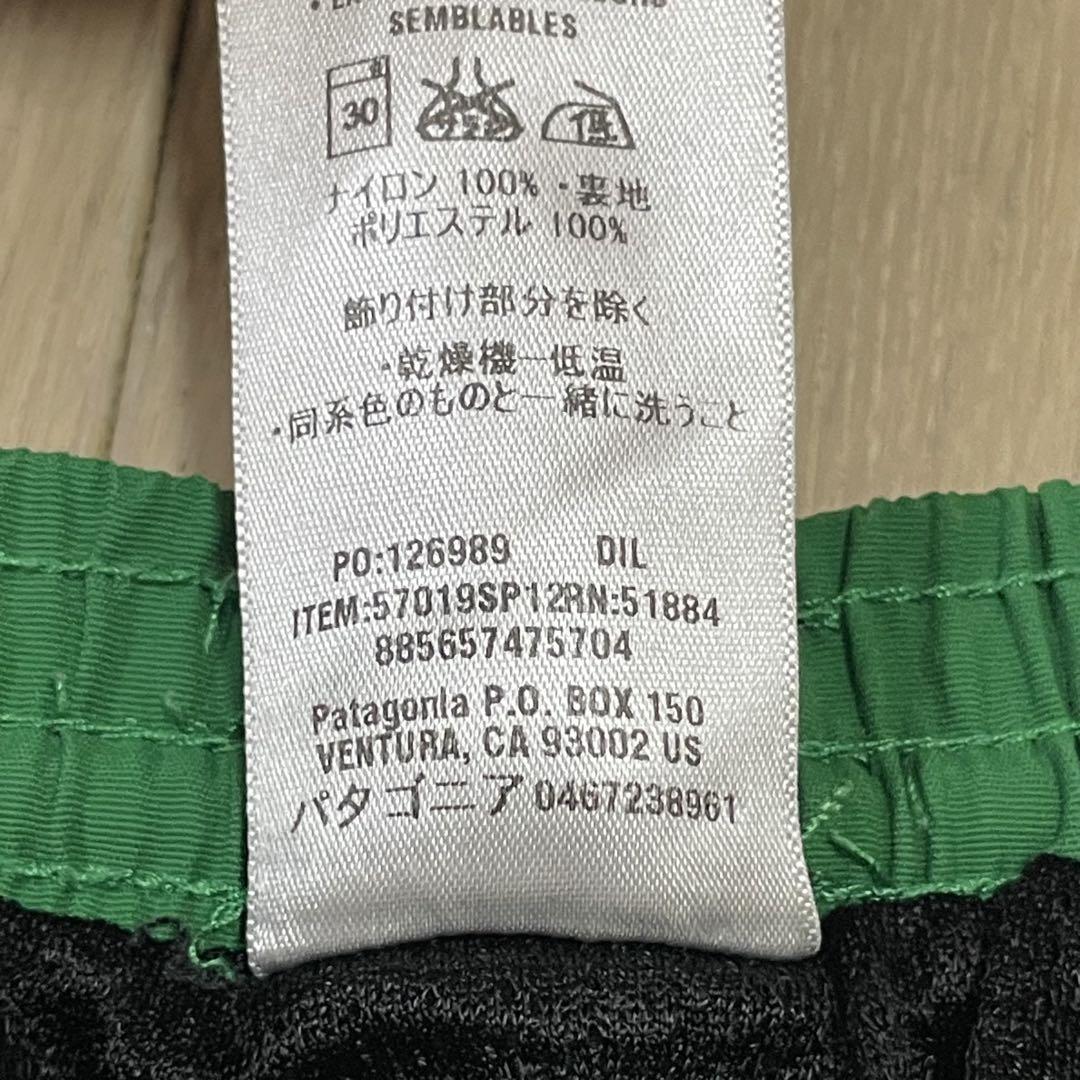 SEMBLABLES
30 低
ナイロン 100% ・裏地
ポリエステル 100%
飾り付け部分を除く
・乾燥機一低温
・同系色のものと一緒に洗うこと
PO:126989 DIL
ITEM:57019SP12RN:51884
885657475704
Patagonia P.O. BOX 150
VENTURA, CA 93002 US
パタゴニア 0467238961